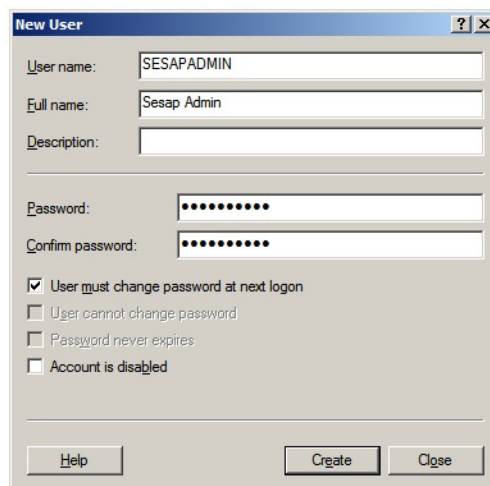 New User
User name: SESAPADMIN
Full name: Sesap Admin
Description:
Password: ●●●●●●●●●●
Confirm password: ●●●●●●●●●●
User must change password at next logon
User cannot change password
Password never expires
Account is disabled
Help Create Close